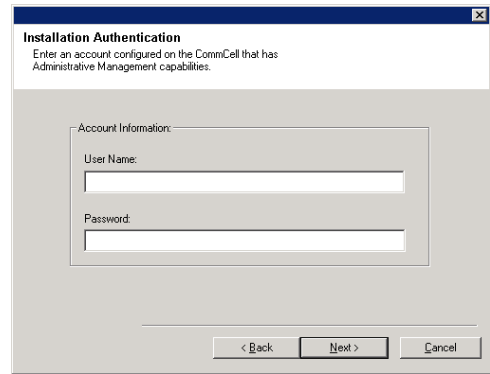 Installation Authentication
Enter an account configured on the CommCell that has
Administrative Management capabilities.
Account Information:
User Name:
Password:
< Back
Next >
Cancel